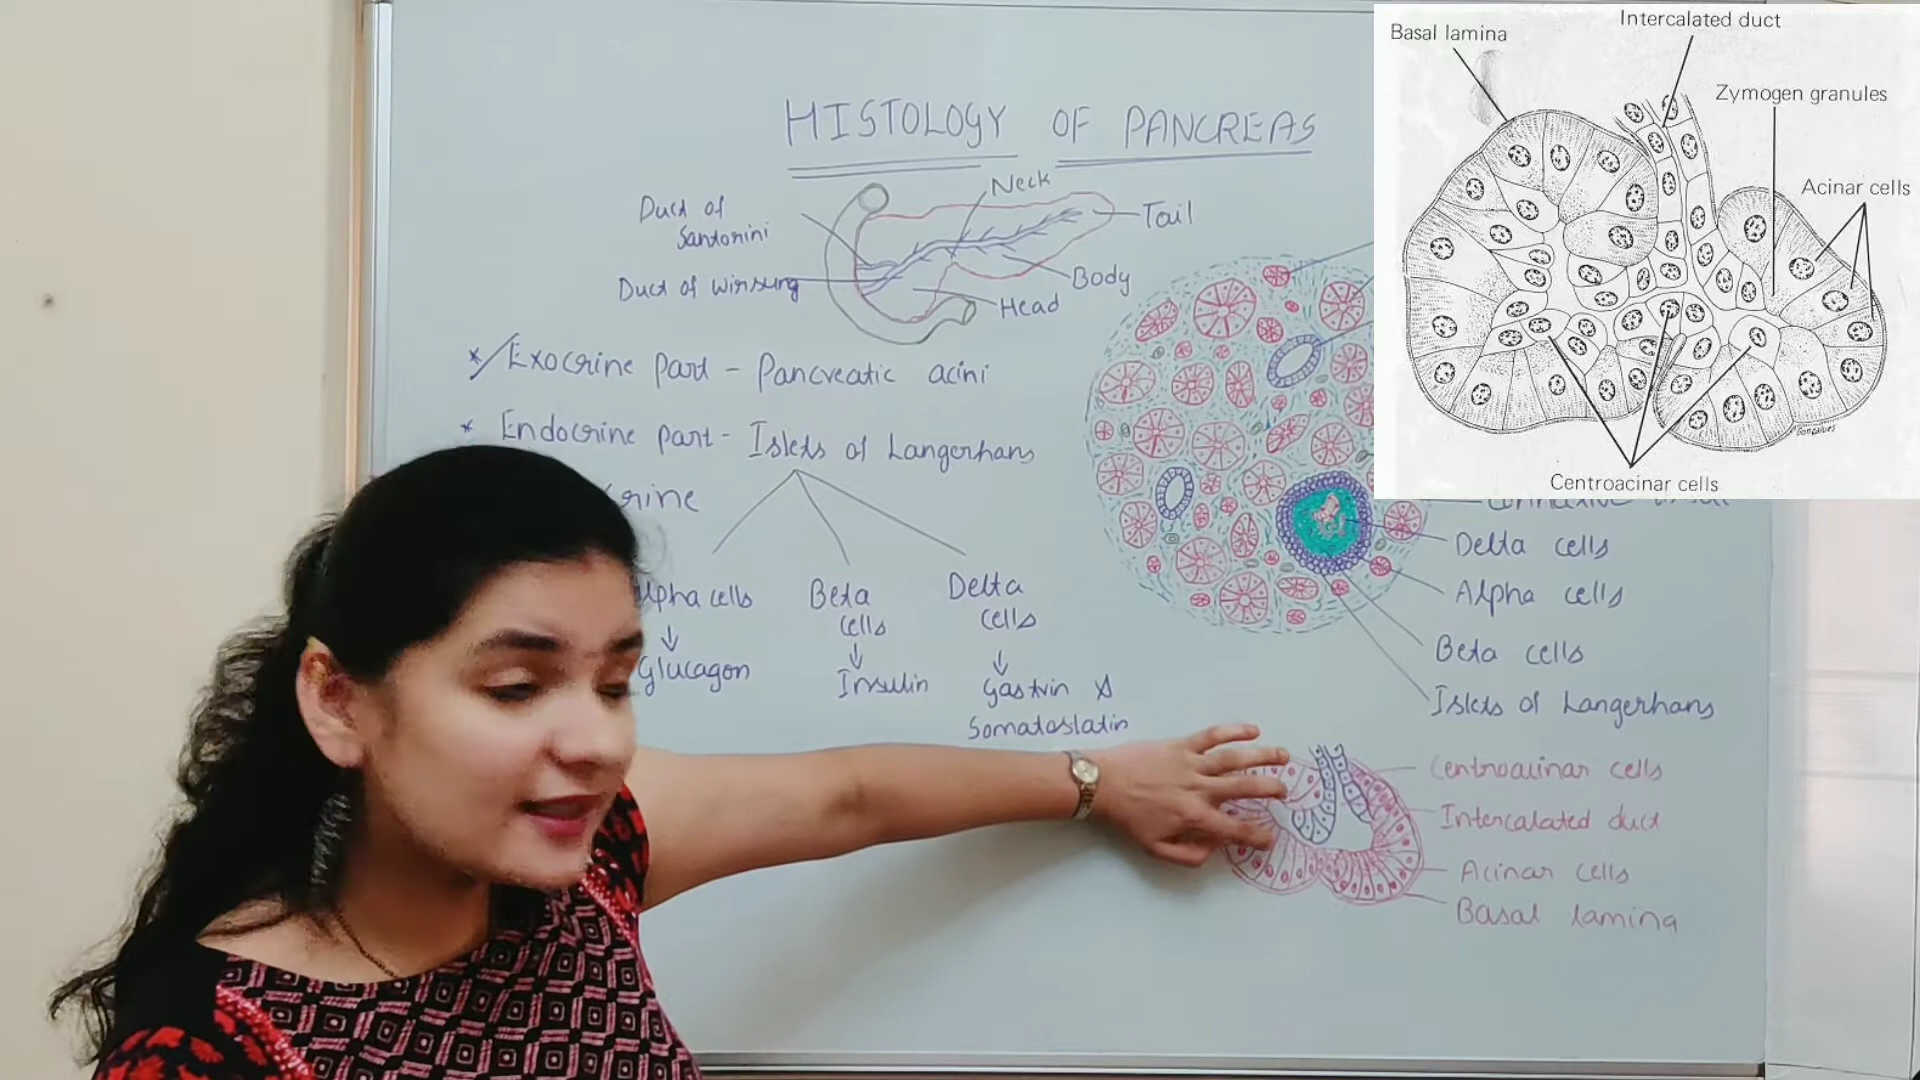 HISTOLOGY OF PANCREAS
Duct of
Santorini
Duct of Wirsung
Neck
Tail
Body
Head
* Exocrine part - Pancreatic acini
* Endocrine part - Islets of Langerhans
crine
Alpha cells
Glucagon
Beta
cells
Insulin
Delta
cells
Gastrin &
Somatoslatin
Basal lamina
Intercalated duct
Zymogen granules
Acinar cells
Centroacinar cells
Delta cells
Alpha cells
Beta cells
Islets of Langerhans
Centroacinar cells
Intercalated duct
Acinar cells
Basal lamina